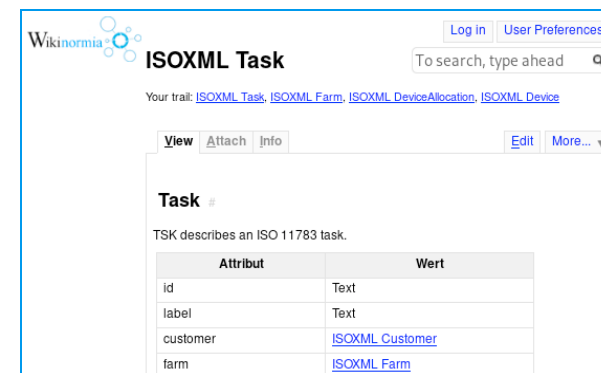 Wikinormia
Log in User Preferences
ISOXML Task
To search, type ahead
Your trail: ISOXML Task, ISOXML Farm, ISOXML DeviceAllocation, ISOXML Device
View Attach Info Edit More...
Task #
TSK describes an ISO 11783 task.
Attribut Wert
id Text
label Text
customer ISOXML Customer
farm ISOXML Farm